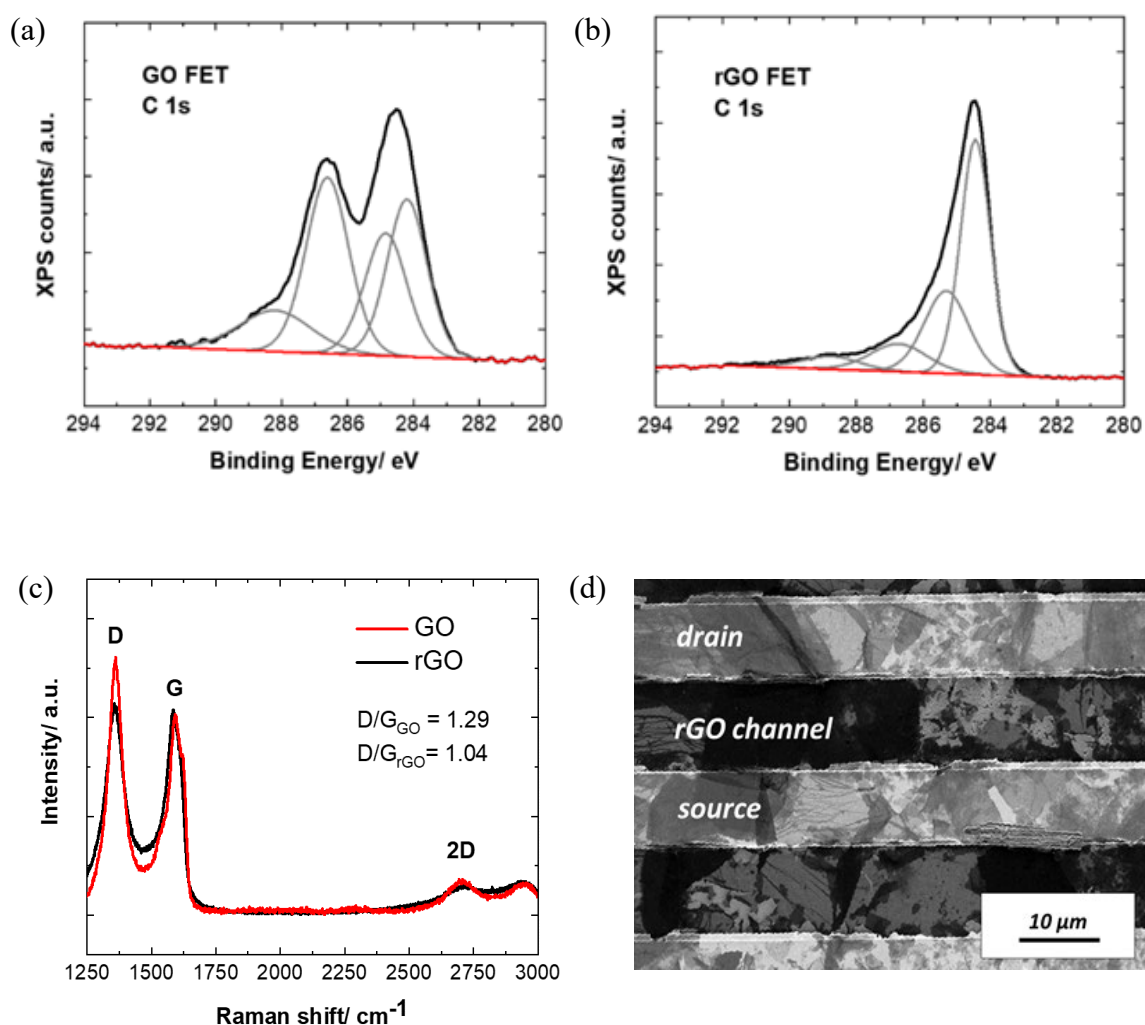 (a)
GO FET
C 1s
XPS counts/ a.u.
294 292 290 288 286 284 282 280
Binding Energy/ eV
(b)
rGO FET
C 1s
XPS counts/ a.u.
294 292 290 288 286 284 282 280
Binding Energy/ eV
(c)
D
G
2D
GO
rGO
D/G_GO = 1.29
D/G_rGO = 1.04
Intensity/ a.u.
1250 1500 1750 2000 2250 2500 2750 3000
Raman shift/ cm⁻¹
(d)
drain
rGO channel
source
10 μm